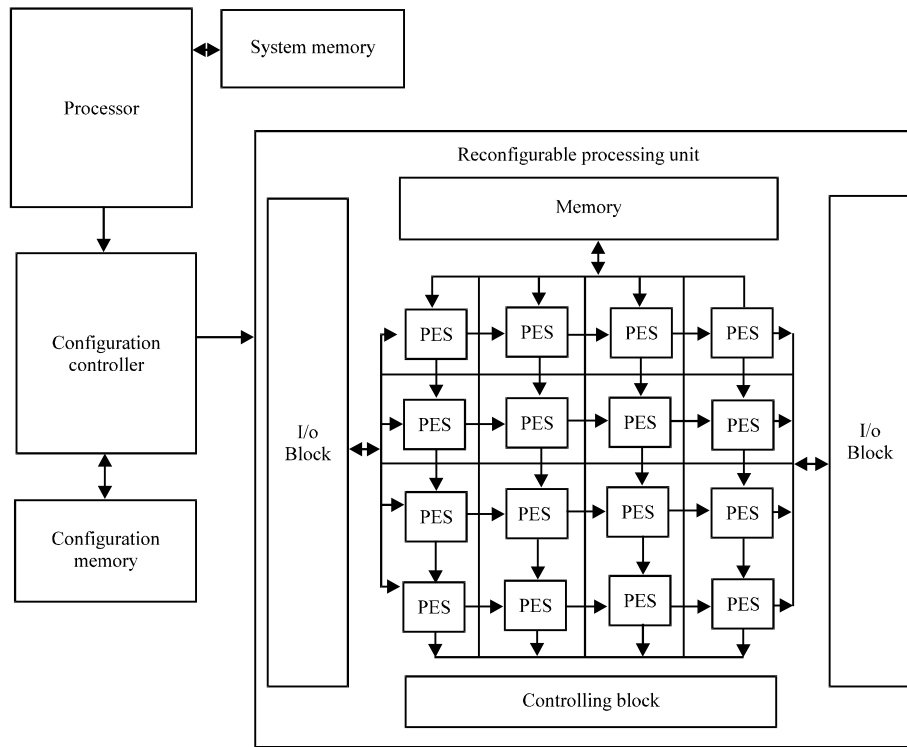 System memory
Processor
Reconfigurable processing unit
Memory
Configuration
controller
PES PES PES PES
PES PES PES PES
I/o
Block
I/o
Block
PES PES PES PES
Configuration
memory
PES PES PES PES
Controlling block